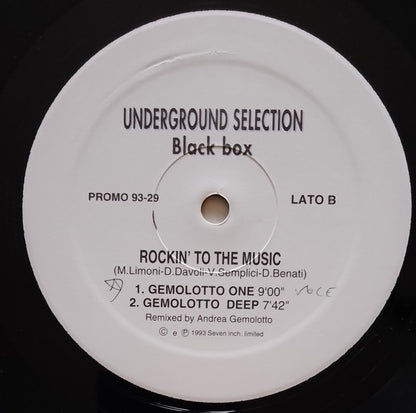 UNDERGROUND SELECTION
Black box
PROMO 93-29
LATO B
ROCKIN' TO THE MUSIC
(M.Limoni-D.Davoli-V.Semplici-D.Benati)
1. GEMOLOTTO ONE 9'00" VOCE
2. GEMOLOTTO DEEP 7'42"
Remixed by Andrea Gemolotto
© e ℗ 1993 Seven inch. limited